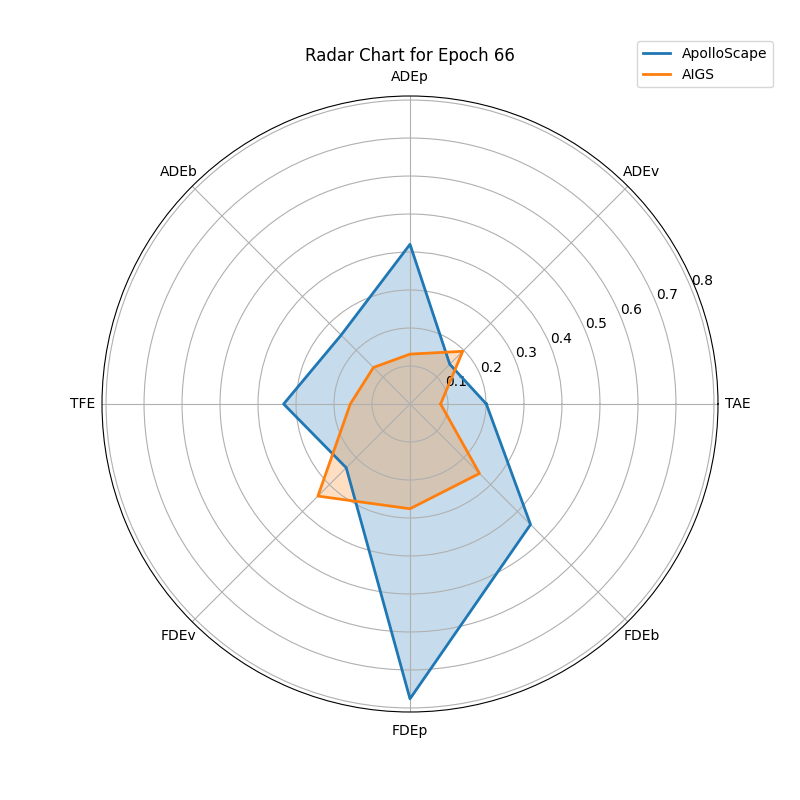 Radar Chart for Epoch 66
ApolloScape
AIGS
ADEp
ADEb
ADEv
0.8
0.7
0.6
0.5
0.4
0.3
0.2
0.1
TFE
TAE
FDEv
FDEb
FDEp